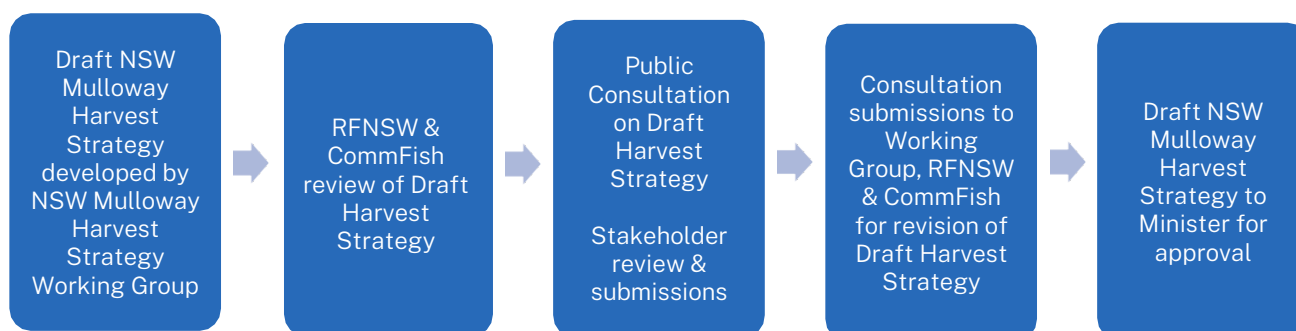 Draft NSW
Mulloway
Harvest
Strategy
developed by
NSW Mulloway
Harvest
Strategy
Working Group
RFNSW &
CommFish
review of Draft
Harvest
Strategy
Public
Consultation
on Draft
Harvest
Strategy
Stakeholder
review &
submissions
Consultation
submissions to
Working
Group, RFNSW
& CommFish
for revision of
Draft Harvest
Strategy
Draft NSW
Mulloway
Harvest
Strategy to
Minister for
approval